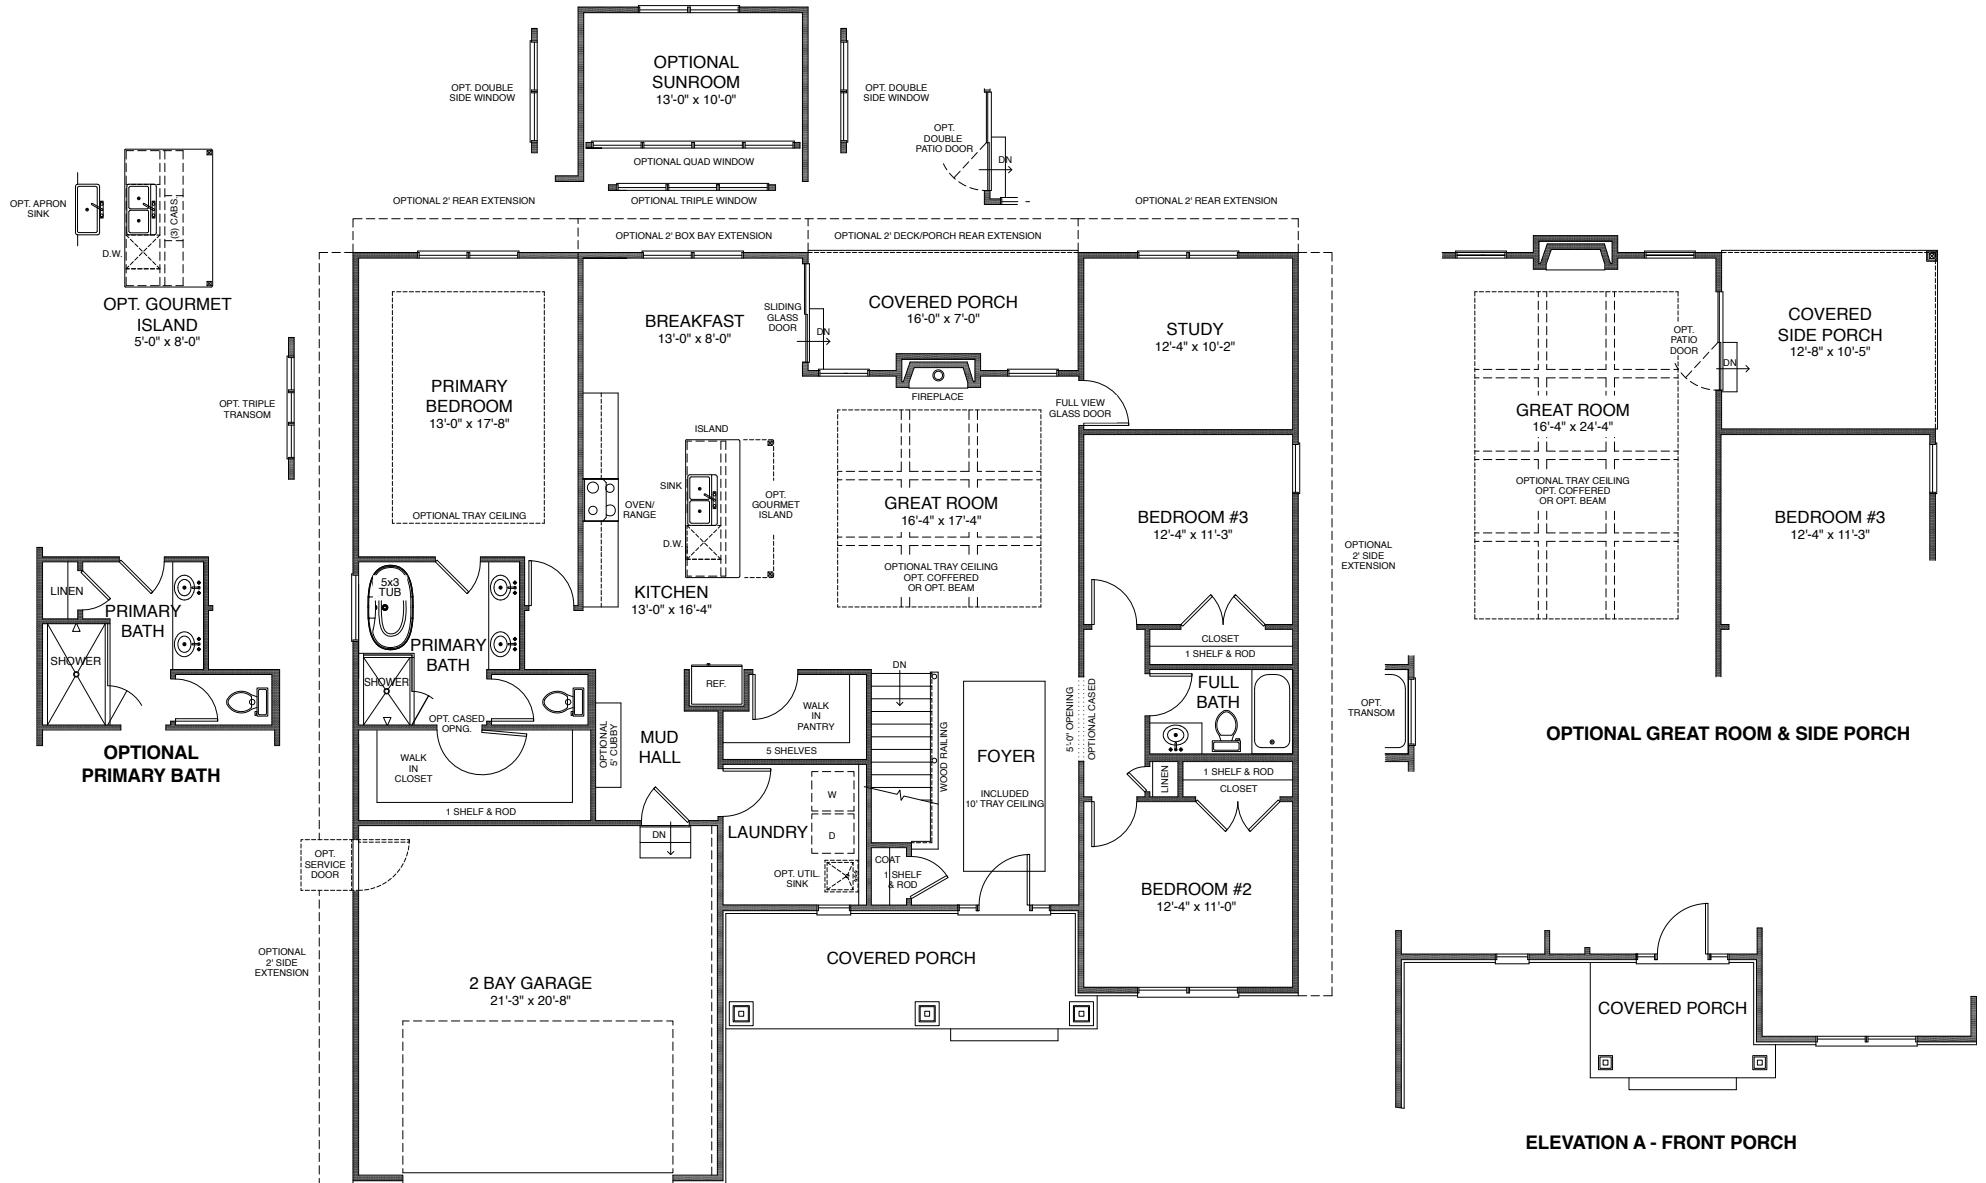 OPTIONAL
SUNROOM
13'-0" x 10'-0"
OPT. DOUBLE
SIDE WINDOW
OPT. DOUBLE
SIDE WINDOW
OPTIONAL QUAD WINDOW
OPTIONAL TRIPLE WINDOW
OPT.
DOUBLE
PATIO DOOR
DN
OPT. APRON
SINK
(3) CABS.
D.W.
OPT. GOURMET
ISLAND
5'-0" x 8'-0"
OPTIONAL 2' REAR EXTENSION
OPTIONAL 2' BOX BAY EXTENSION
OPTIONAL 2' DECK/PORCH REAR EXTENSION
OPTIONAL 2' REAR EXTENSION
OPT. TRIPLE
TRANSOM
PRIMARY
BEDROOM
13'-0" x 17'-8"
OPTIONAL TRAY CEILING
BREAKFAST
13'-0" x 8'-0"
SLIDING
GLASS
DOOR
DN
COVERED PORCH
16'-0" x 7'-0"
FIREPLACE
STUDY
12'-4" x 10'-2"
FULL VIEW
GLASS DOOR
ISLAND
SINK
D.W.
OPT.
GOURMET
ISLAND
OVEN/
RANGE
KITCHEN
13'-0" x 16'-4"
GREAT ROOM
16'-4" x 17'-4"
OPTIONAL TRAY CEILING
OPT. COFFERED
OR OPT. BEAM
BEDROOM #3
12'-4" x 11'-3"
OPTIONAL
2' SIDE
EXTENSION
CLOSET
1 SHELF & ROD
LINEN
PRIMARY
BATH
SHOWER
OPTIONAL
PRIMARY BATH
5x3
TUB
PRIMARY
BATH
SHOWER
OPT. CASED
OPNG.
WALK
IN
CLOSET
1 SHELF & ROD
OPTIONAL
5' CUBBY
MUD
HALL
DN
REF.
WALK
IN
PANTRY
5 SHELVES
DN
WOOD RAILING
FOYER
INCLUDED
10' TRAY CEILING
5'-0" OPENING
OPTIONAL CASED
FULL
BATH
LINEN
1 SHELF & ROD
CLOSET
LAUNDRY
W
D
OPT. UTIL.
SINK
COAT
1 SHELF
& ROD
BEDROOM #2
12'-4" x 11'-0"
OPT.
SERVICE
DOOR
OPTIONAL
2' SIDE
EXTENSION
2 BAY GARAGE
21'-3" x 20'-8"
COVERED PORCH
GREAT ROOM
16'-4" x 24'-4"
OPTIONAL TRAY CEILING
OPT. COFFERED
OR OPT. BEAM
OPT.
PATIO
DOOR
DN
COVERED
SIDE PORCH
12'-8" x 10'-5"
BEDROOM #3
12'-4" x 11'-3"
OPT.
TRANSOM
OPTIONAL GREAT ROOM & SIDE PORCH
COVERED PORCH
ELEVATION A - FRONT PORCH